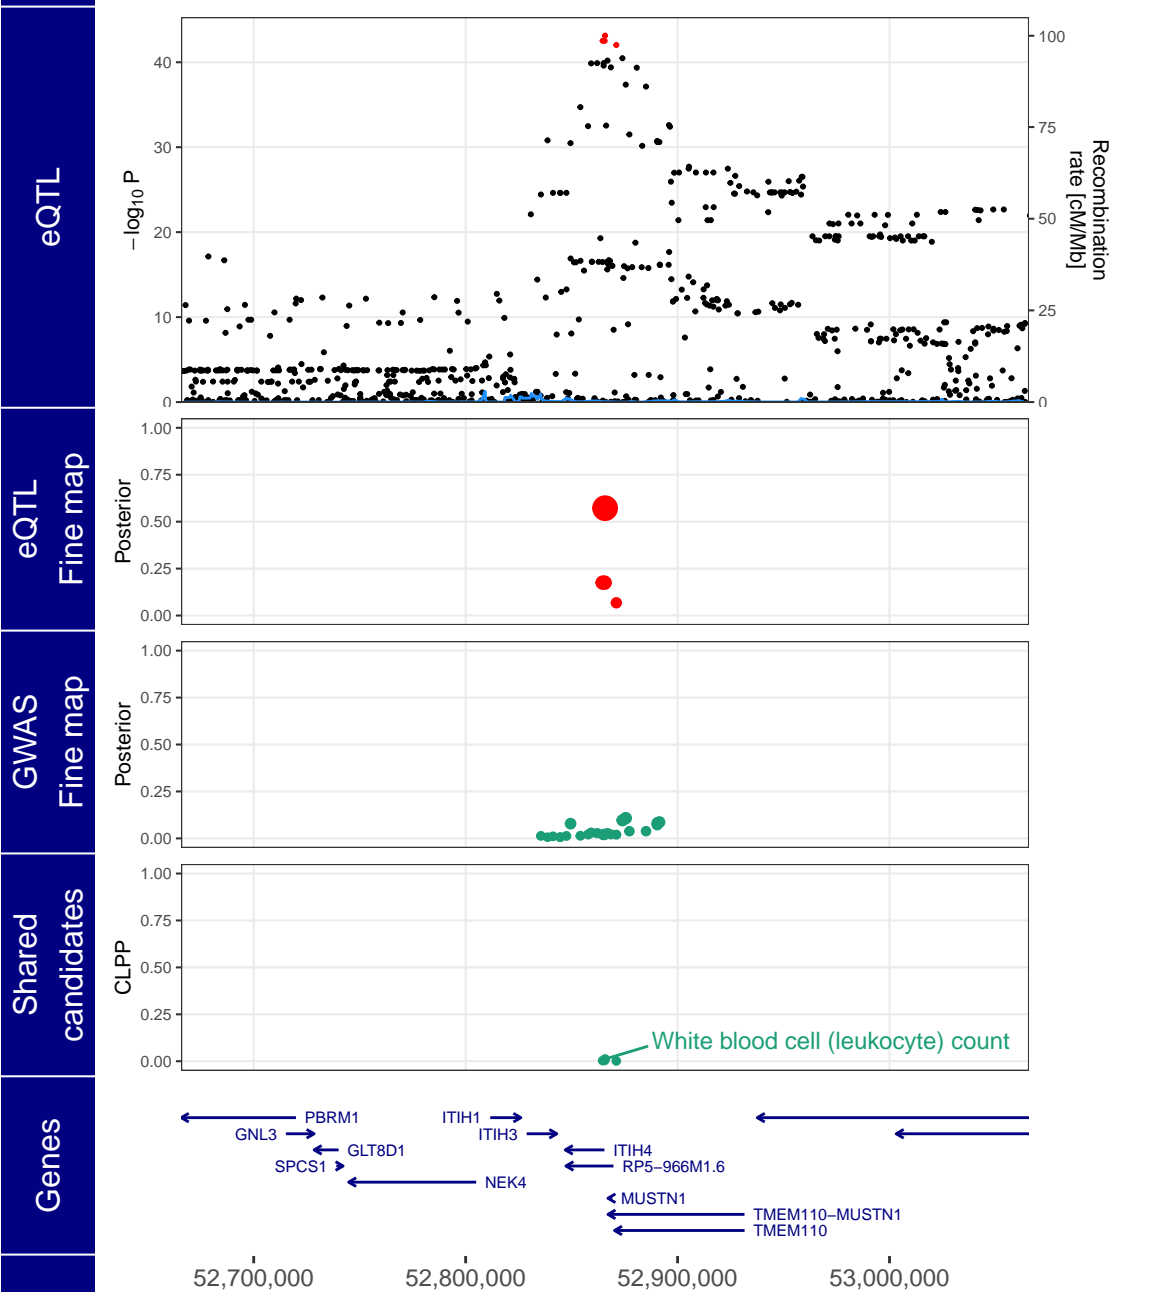 eQTL
−log10 P
40
30
20
10
0
100
75
50
25
0
Recombination
rate [cM/Mb]
eQTL
Fine map
Posterior
1.00
0.75
0.50
0.25
0.00
GWAS
Fine map
Posterior
1.00
0.75
0.50
0.25
0.00
Shared
candidates
CLPP
1.00
0.75
0.50
0.25
0.00
White blood cell (leukocyte) count
Genes
PBRM1
ITIH1
GNL3
ITIH3
GLT8D1
ITIH4
SPCS1
RP5−966M1.6
NEK4
MUSTN1
TMEM110−MUSTN1
TMEM110
52,700,000
52,800,000
52,900,000
53,000,000